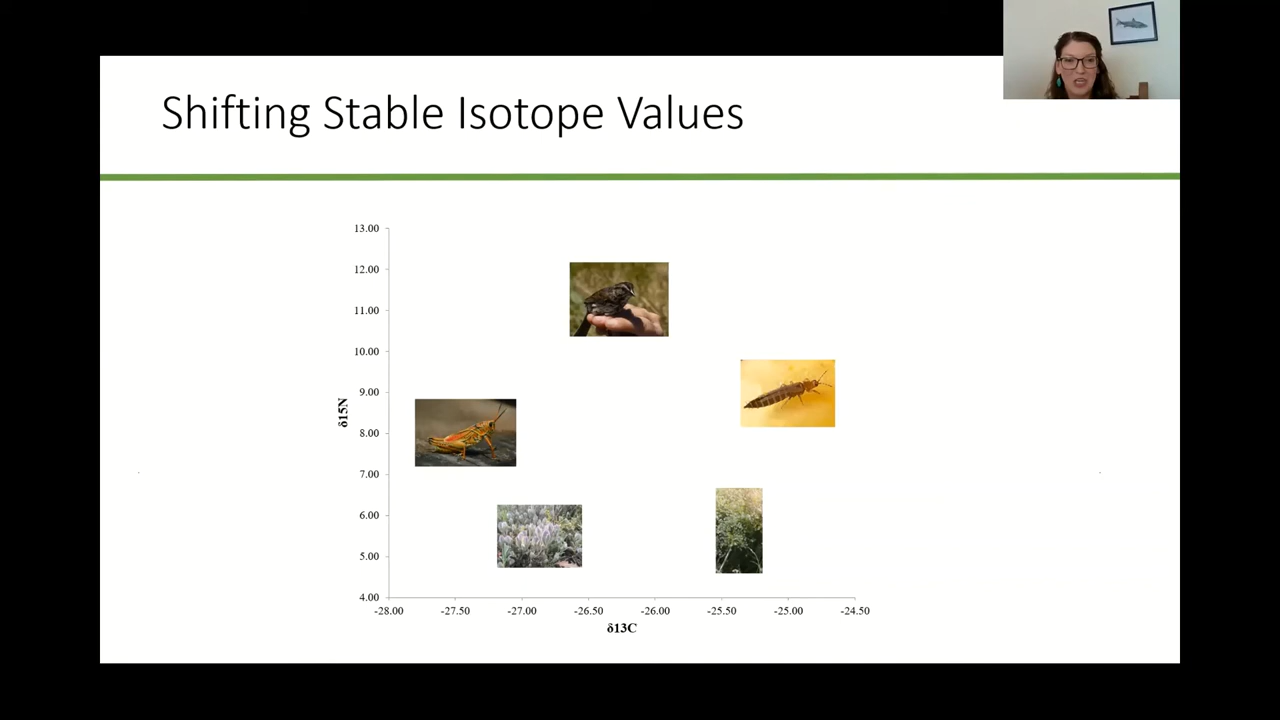 Shifting Stable Isotope Values
13.00
12.00
11.00
10.00
9.00
8.00
7.00
6.00
5.00
4.00
δ15N
-28.00 -27.50 -27.00 -26.50 -26.00 -25.50 -25.00 -24.50
δ13C